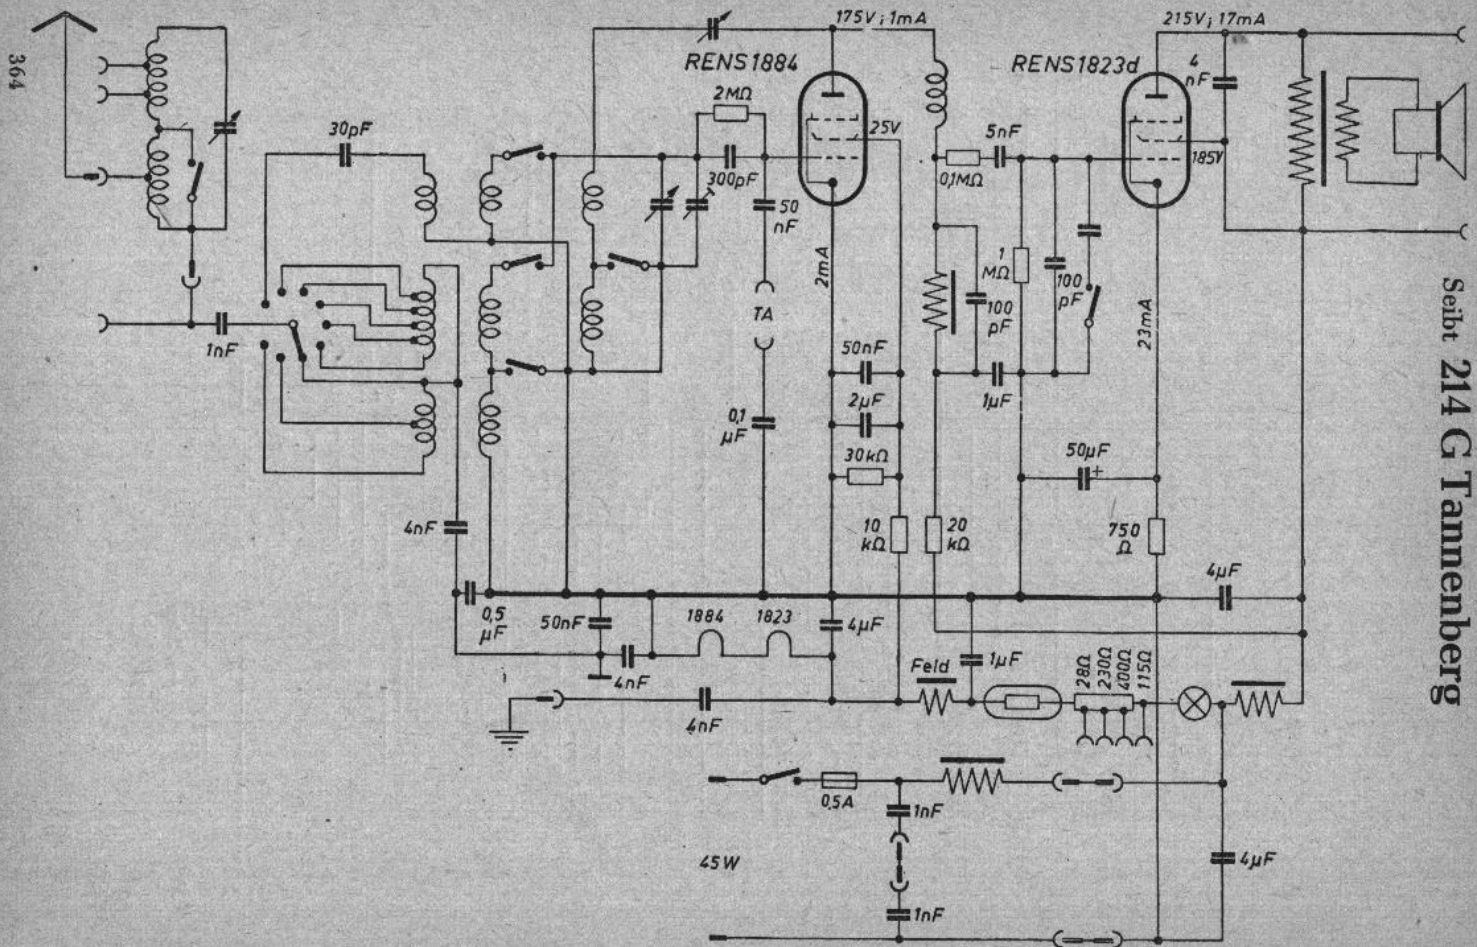 364
Seibt 214 G Tannenberg
175V; 1mA
215V; 17mA
RENS1884
RENS1823d
4
nF
2MΩ
25V
5nF
30pF
300pF
0,1MΩ
185V
50
nF
1
MΩ
100
pF
100
pF
2mA
23mA
TA
1nF
50nF
1µF
2µF
0,1
µF
50µF
+
30kΩ
4nF
10
kΩ
20
kΩ
750
Ω
4µF
0,5
µF
50nF
1884
1823
4µF
4nF
Feld
1µF
28Ω
230Ω
400Ω
115Ω
4nF
0,5A
1nF
45W
4µF
1nF